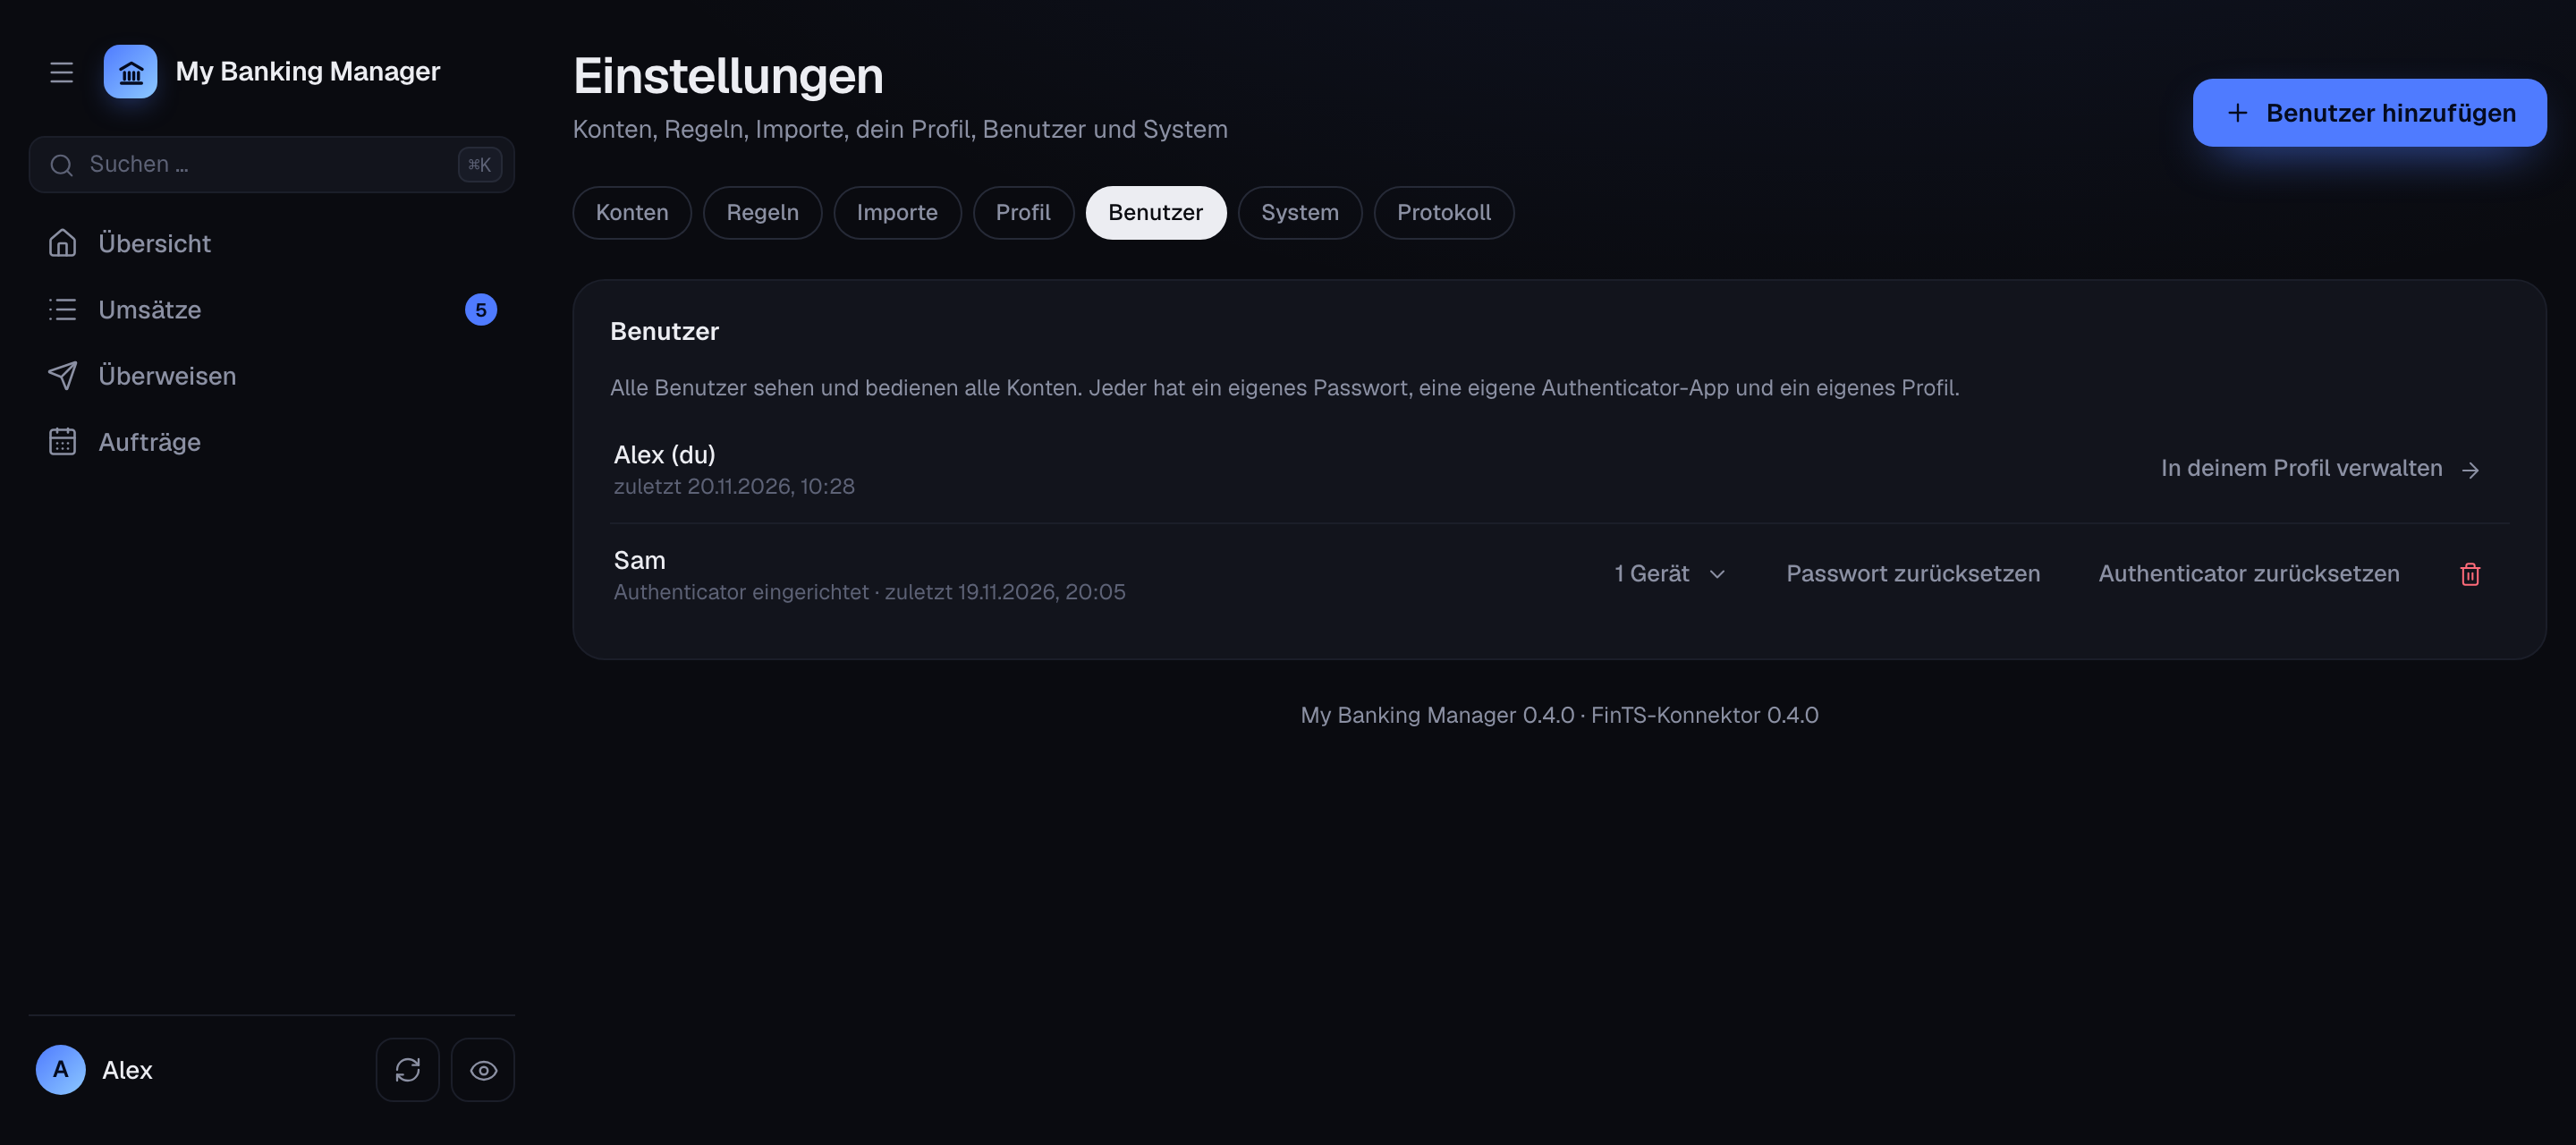 My Banking Manager
Suchen …
⌘K
Übersicht
Umsätze
5
Überweisen
Aufträge
A
Alex
Einstellungen
Konten, Regeln, Importe, dein Profil, Benutzer und System
Benutzer hinzufügen
Konten
Regeln
Importe
Profil
Benutzer
System
Protokoll
Benutzer
Alle Benutzer sehen und bedienen alle Konten. Jeder hat ein eigenes Passwort, eine eigene Authenticator-App und ein eigenes Profil.
Alex (du)
zuletzt 20.11.2026, 10:28
In deinem Profil verwalten
Sam
Authenticator eingerichtet · zuletzt 19.11.2026, 20:05
1 Gerät
Passwort zurücksetzen
Authenticator zurücksetzen
My Banking Manager 0.4.0 · FinTS-Konnektor 0.4.0